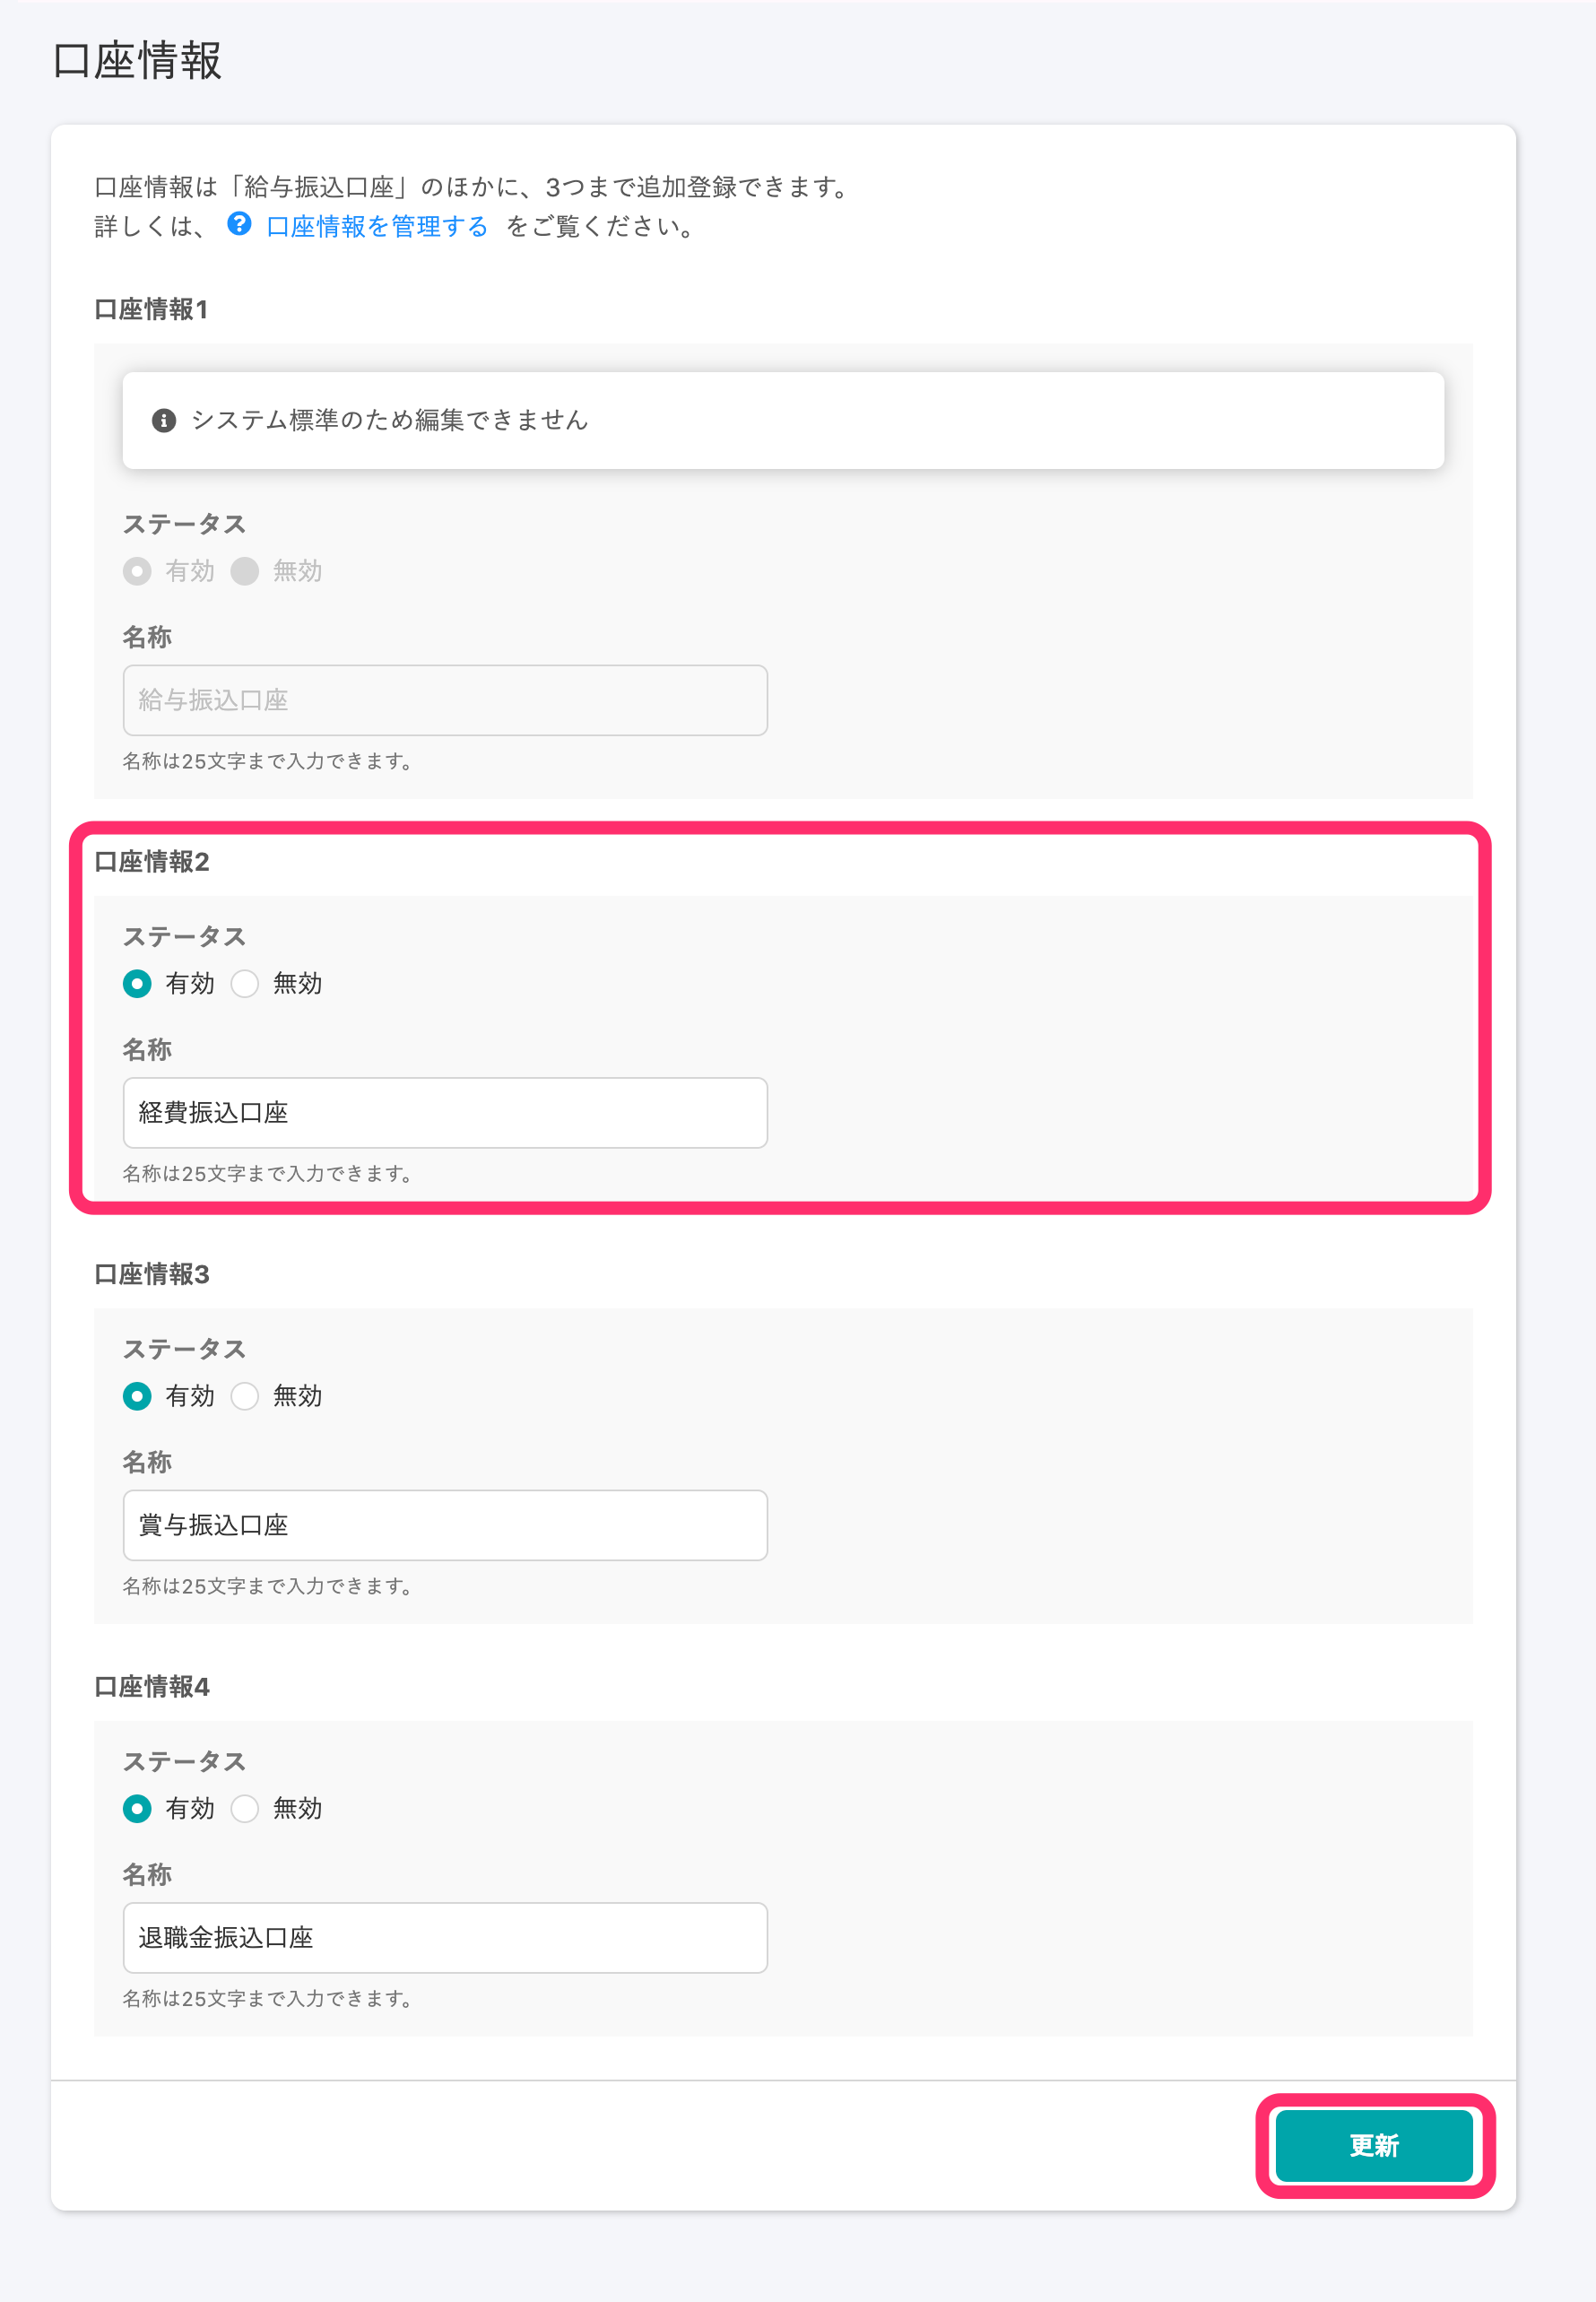 口座情報
口座情報は「給与振込口座」のほかに、3つまで追加登録できます。
詳しくは、 ? 口座情報を管理する をご覧ください。
口座情報1
システム標準のため編集できません
ステータス
有効 無効
名称
給与振込口座
名称は25文字まで入力できます。
口座情報2
ステータス
有効 無効
名称
経費振込口座
名称は25文字まで入力できます。
口座情報3
ステータス
有効 無効
名称
賞与振込口座
名称は25文字まで入力できます。
口座情報4
ステータス
有効 無効
名称
退職金振込口座
名称は25文字まで入力できます。
更新